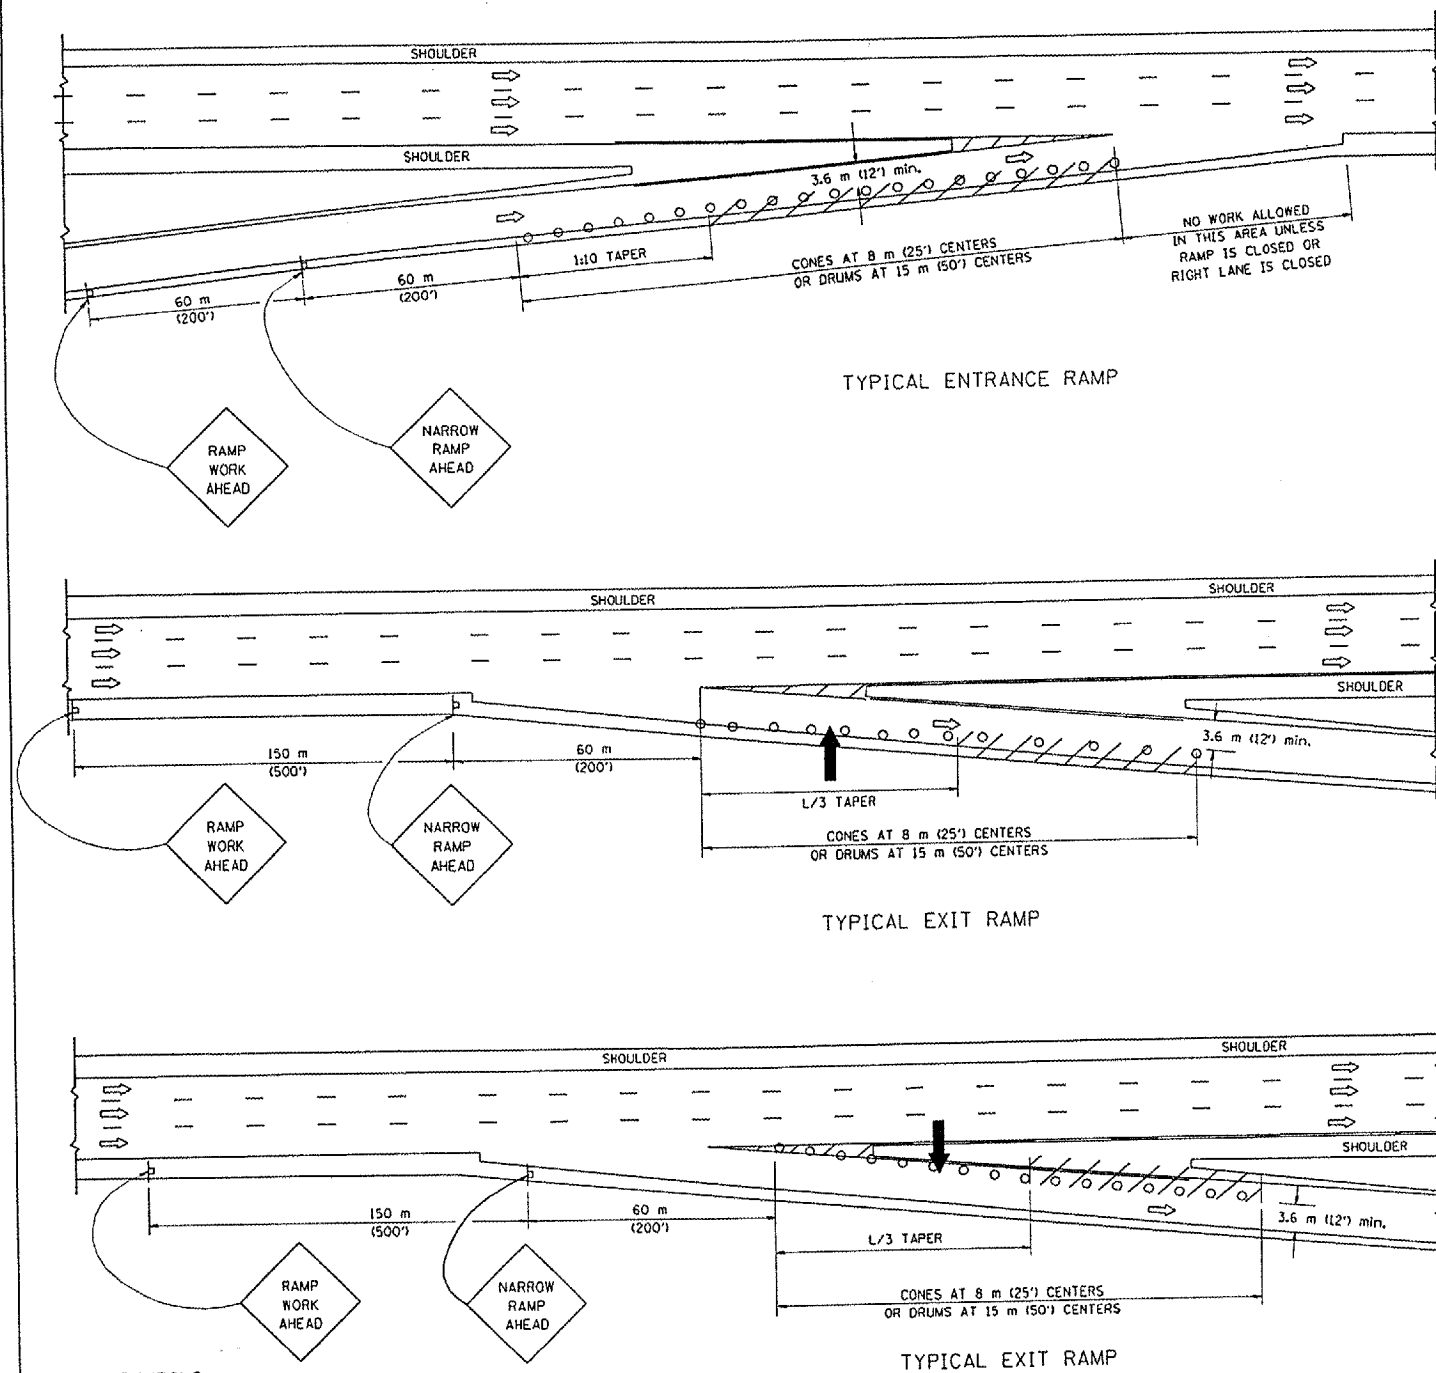 SHOULDER
SHOULDER
3.6 m (12') min.
1:10 TAPER
60 m
(200')
60 m
(200')
CONES AT 8 m (25') CENTERS
OR DRUMS AT 15 m (50') CENTERS
NO WORK ALLOWED
IN THIS AREA UNLESS
RAMP IS CLOSED OR
RIGHT LANE IS CLOSED
TYPICAL ENTRANCE RAMP
RAMP
WORK
AHEAD
NARROW
RAMP
AHEAD
SHOULDER
SHOULDER
SHOULDER
3.6 m (12') min.
150 m
(500')
60 m
(200')
L/3 TAPER
CONES AT 8 m (25') CENTERS
OR DRUMS AT 15 m (50') CENTERS
RAMP
WORK
AHEAD
NARROW
RAMP
AHEAD
TYPICAL EXIT RAMP
SHOULDER
SHOULDER
SHOULDER
150 m
(500')
60 m
(200')
3.6 m (12') min.
L/3 TAPER
CONES AT 8 m (25') CENTERS
OR DRUMS AT 15 m (50') CENTERS
RAMP
WORK
AHEAD
NARROW
RAMP
AHEAD
TYPICAL EXIT RAMP